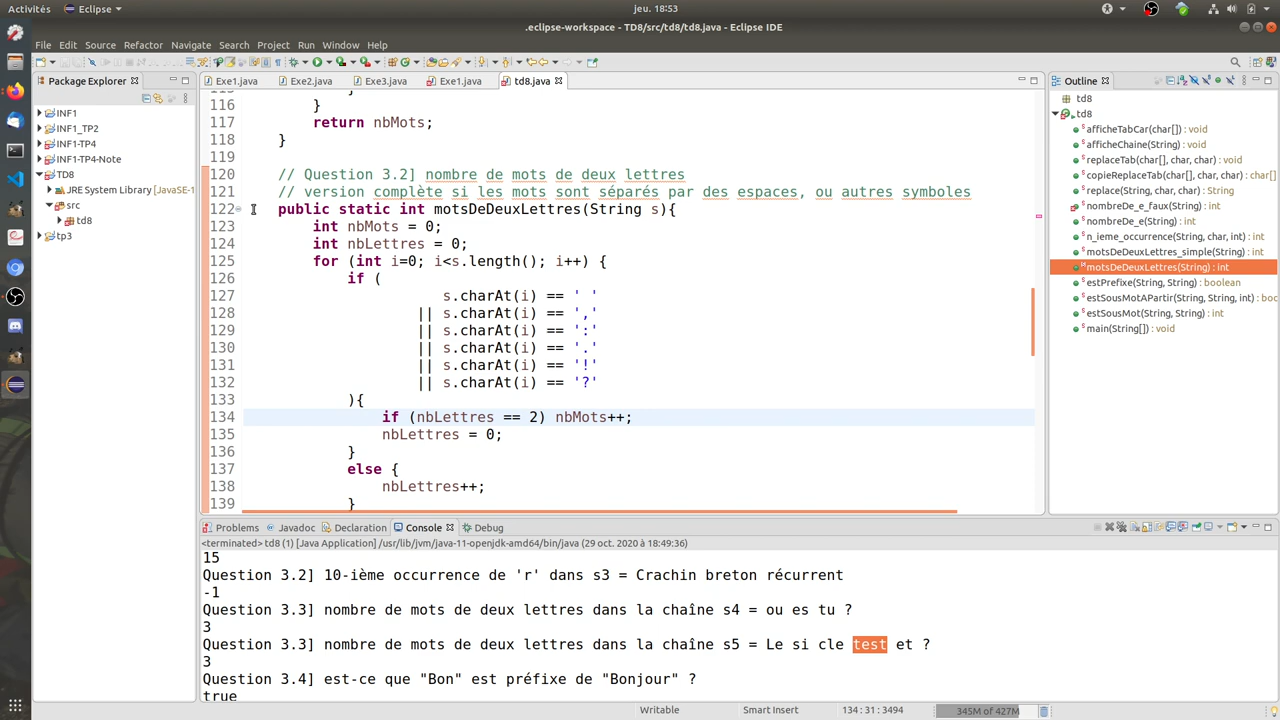 Activités
Eclipse
jeu. 18:53
.eclipse-workspace - TD8/src/td8/td8.java - Eclipse IDE
File Edit Source Refactor Navigate Search Project Run Window Help
Package Explorer
INF1
INF1_TP2
INF1-TP4
INF1-TP4-Note
TD8
JRE System Library [JavaSE-1
src
td8
tp3
Exe1.java Exe2.java Exe3.java Exe1.java td8.java
116 }
117 return nbMots;
118 }
119
120 // Question 3.2] nombre de mots de deux lettres
121 // version complète si les mots sont séparés par des espaces, ou autres symboles
122 public static int motsDeDeuxLettres(String s){
123 int nbMots = 0;
124 int nbLettres = 0;
125 for (int i=0; i<s.length(); i++) {
126 if (
127 s.charAt(i) == ' '
128 || s.charAt(i) == ','
129 || s.charAt(i) == ':'
130 || s.charAt(i) == '.'
131 || s.charAt(i) == '!'
132 || s.charAt(i) == '?'
133 ){
134 if (nbLettres == 2) nbMots++;
135 nbLettres = 0;
136 }
137 else {
138 nbLettres++;
139 }
Outline
td8
td8
afficheTabCar(char[]) : void
afficheChaine(String) : void
replaceTab(char[], char, char) : void
copieReplaceTab(char[], char, char) : void
replace(String, char, char) : String
nombreDe_e_faux(String) : int
nombreDe_e(String) : int
n_ieme_occurrence(String, char, int) : int
motsDeDeuxLettres_simple(String) : int
motsDeDeuxLettres(String) : int
estPrefixe(String, String) : boolean
estSousMotAPartir(String, String, int) : boo
estSousMot(String, String) : int
main(String[]) : void
Problems Javadoc Declaration Console Debug
<terminated> td8 (1) [Java Application] /usr/lib/jvm/java-11-openjdk-amd64/bin/java (29 oct. 2020 à 18:49:36)
15
Question 3.2] 10-ième occurrence de 'r' dans s3 = Crachin breton récurrent
-1
Question 3.3] nombre de mots de deux lettres dans la chaîne s4 = ou es tu ?
3
Question 3.3] nombre de mots de deux lettres dans la chaîne s5 = Le si cle test et ?
3
Question 3.4] est-ce que "Bon" est préfixe de "Bonjour" ?
true
Writable Smart Insert 134 : 31 : 3494 345M of 427M